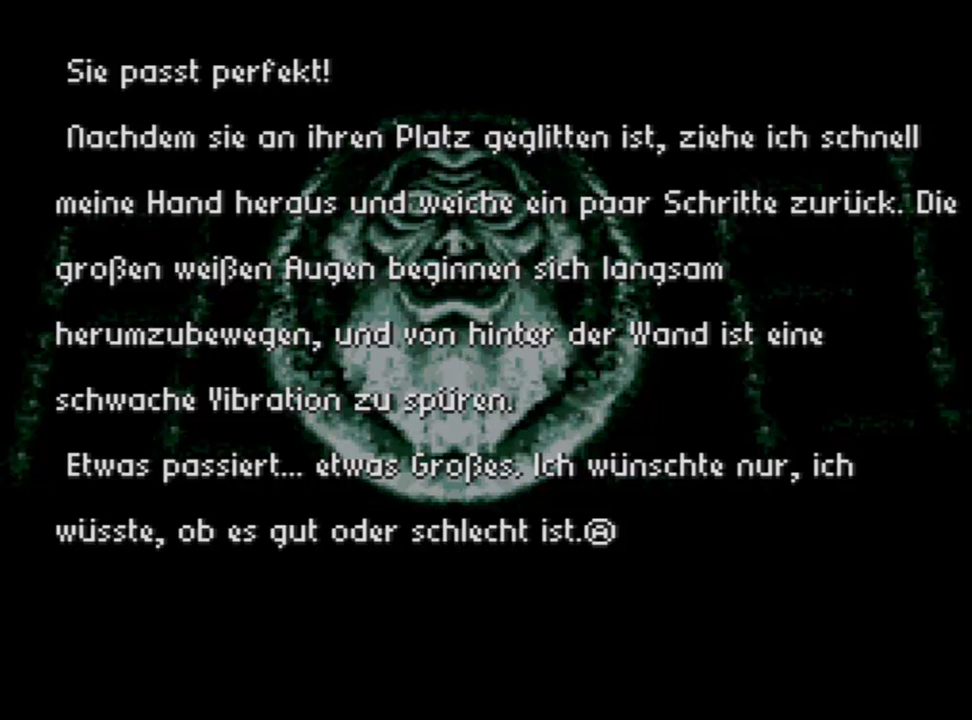 Sie passt perfekt!
Nachdem sie an ihren Platz geglitten ist, ziehe ich schnell
meine Hand heraus und weiche ein paar Schritte zurück. Die
großen weißen Augen beginnen sich langsam
herumzubewegen, und von hinter der Wand ist eine
schwache Vibration zu spüren.
Etwas passiert... etwas Großes. Ich wünschte nur, ich
wüsste, ob es gut oder schlecht ist.